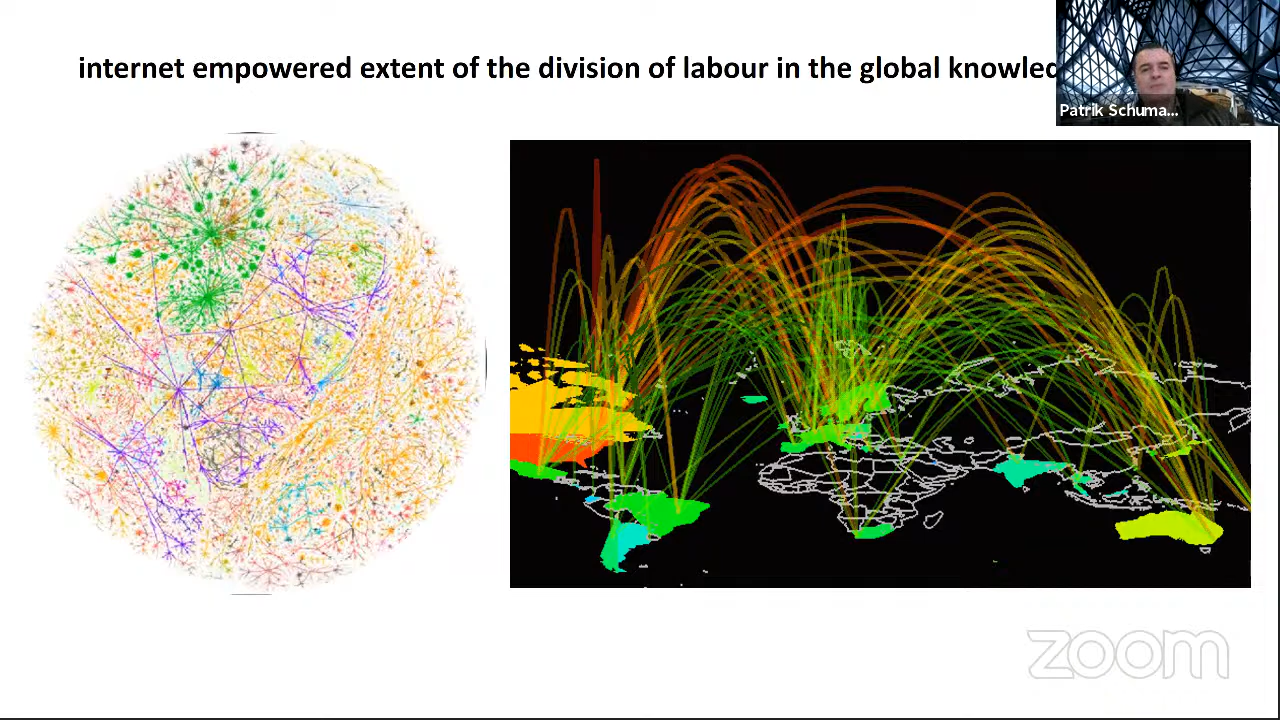 internet empowered extent of the division of labour in the global knowled
Patrik Schuma...
zoom